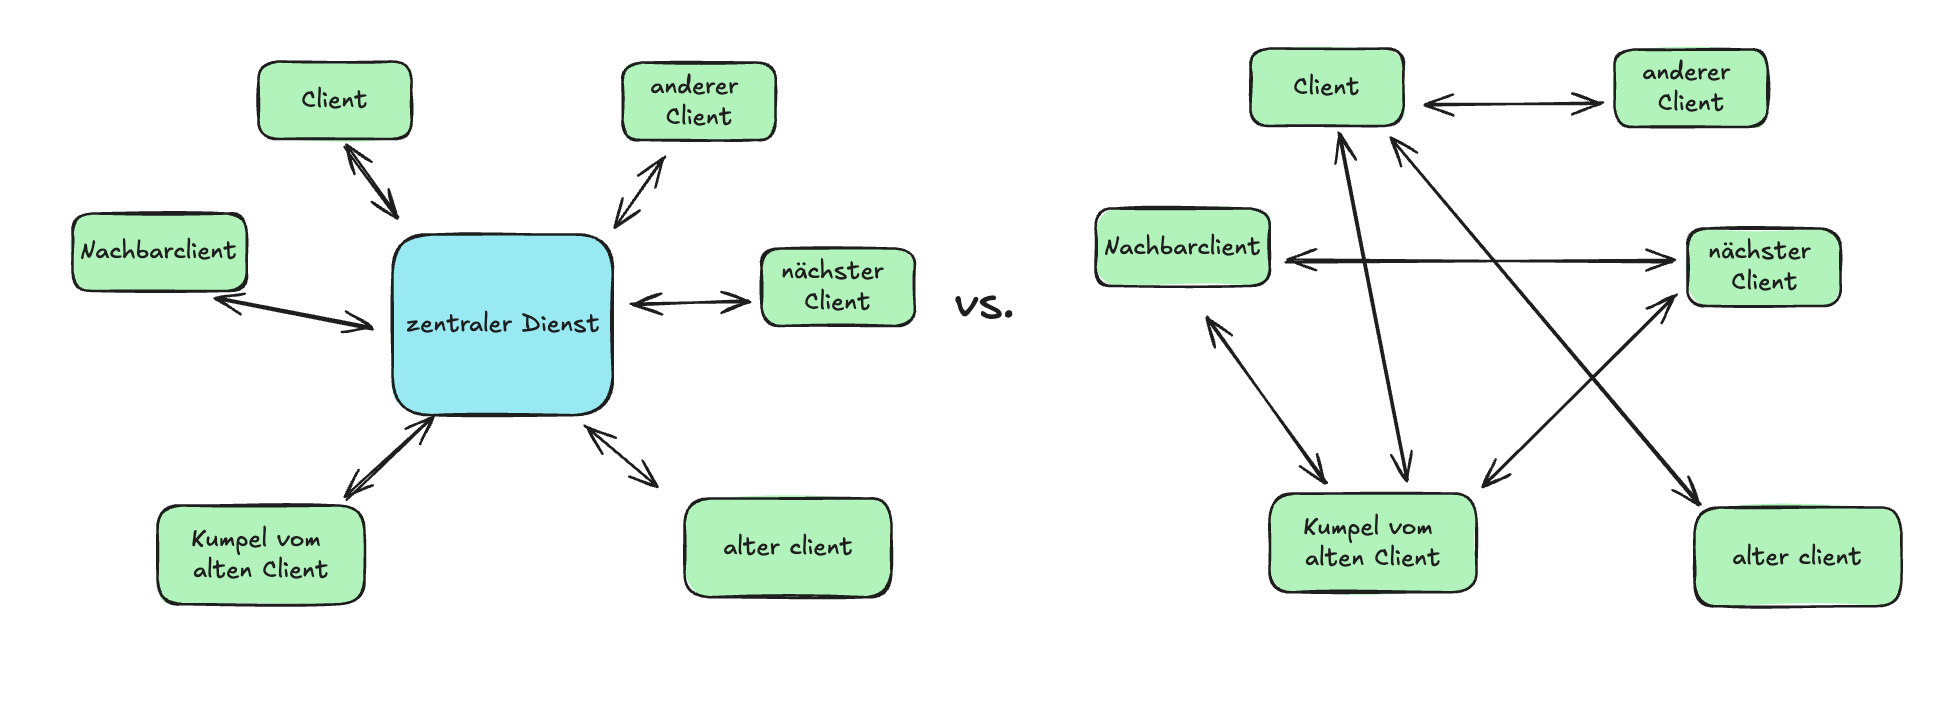 Client
anderer
Client
Nachbarclient
nächster
Client
zentraler Dienst
Kumpel vom
alten Client
alter client
vs.
Client
anderer
Client
Nachbarclient
nächster
Client
Kumpel vom
alten Client
alter client